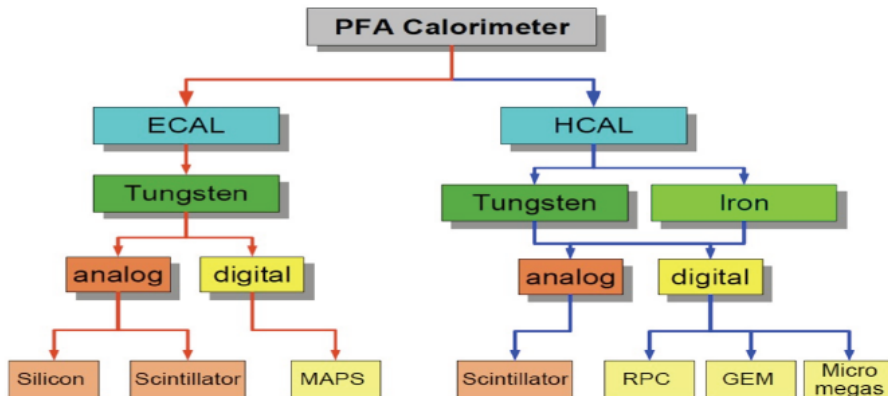 PFA Calorimeter
ECAL
HCAL
Tungsten
Tungsten
Iron
analog
digital
analog
digital
Silicon
Scintillator
MAPS
Scintillator
RPC
GEM
Micro
megas